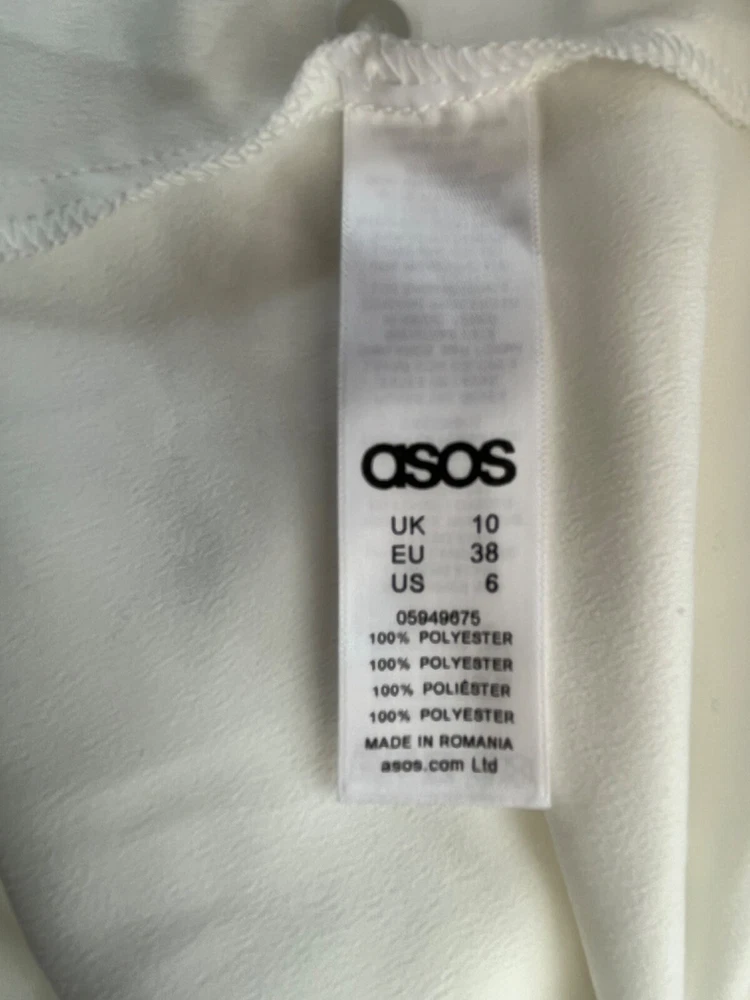 asos
UK 10
EU 38
US 6
05949675
100% POLYESTER
100% POLYESTER
100% POLIÉSTER
100% POLYESTER
MADE IN ROMANIA
asos.com Ltd